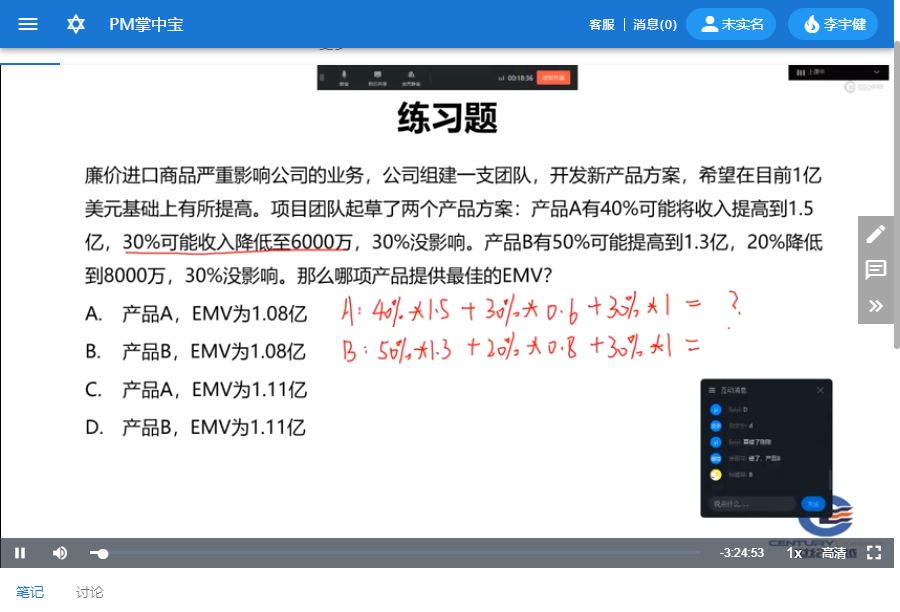 PM掌中宝
客服
消息(0)
未实名
李宇健
00:18:36
上课中
练习题
廉价进口商品严重影响公司的业务，公司组建一支团队，开发新产品方案，希望在目前1亿
美元基础上有所提高。项目团队起草了两个产品方案：产品A有40%可能将收入提高到1.5
亿，30%可能收入降低至6000万，30%没影响。产品B有50%可能提高到1.3亿，20%降低
到8000万，30%没影响。那么哪项产品提供最佳的EMV？
A. 产品A，EMV为1.08亿
B. 产品B，EMV为1.08亿
C. 产品A，EMV为1.11亿
D. 产品B，EMV为1.11亿
A: 40%*1.5 + 30%*0.6 + 30%*1 = ?
B: 50%*1.3 + 20%*0.8 + 30%*1 =
互动消息
-3:24:53
1x
高清
笔记
讨论